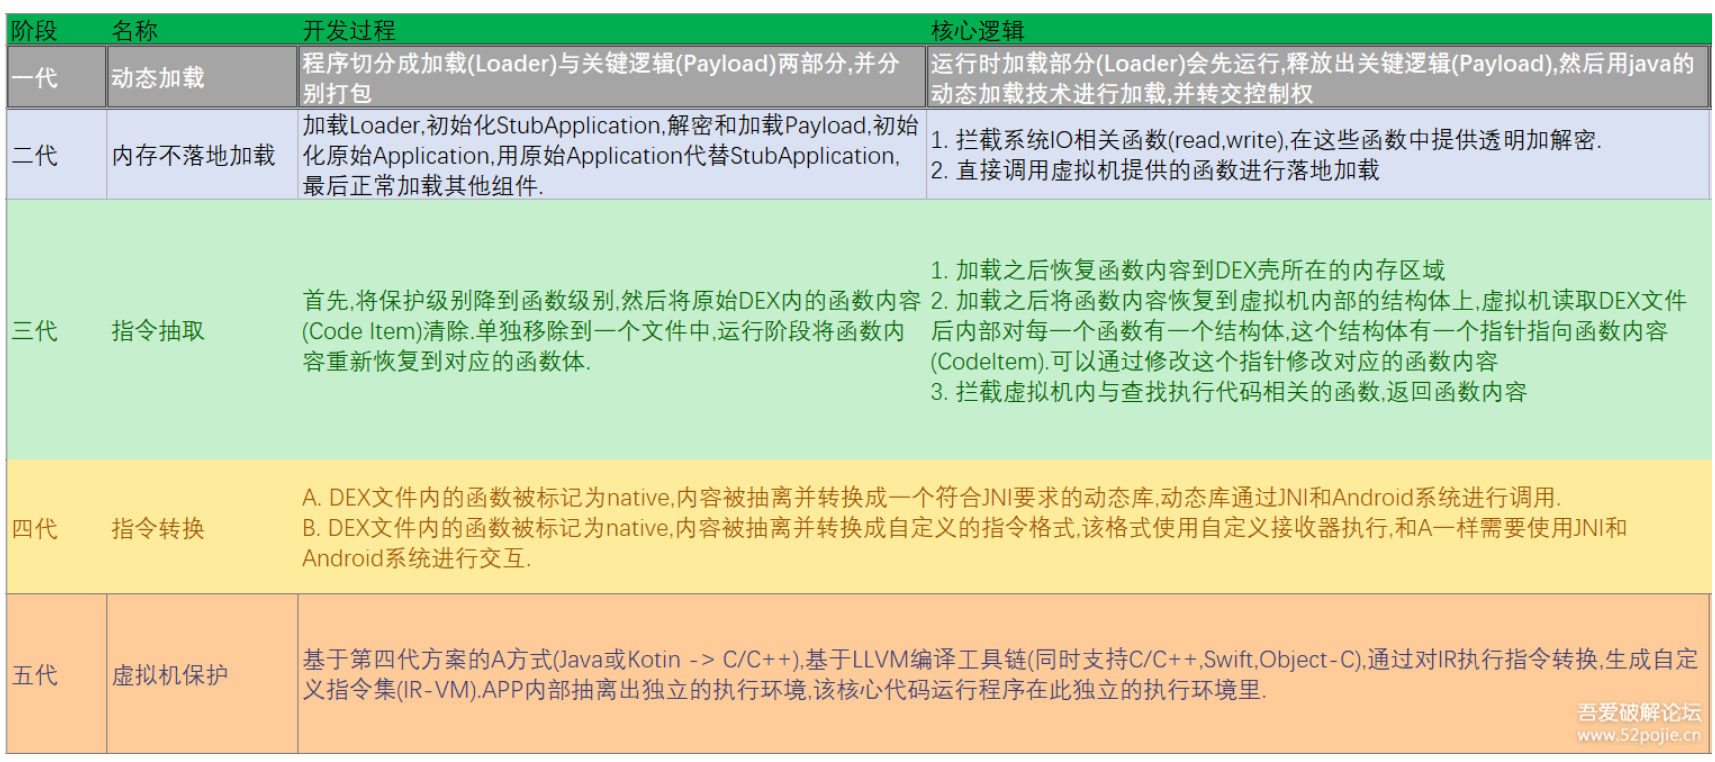 阶段 名称 开发过程 核心逻辑
一代 动态加载
程序切分成加载(Loader)与关键逻辑(Payload)两部分,并分
别打包
运行时加载部分(Loader)会先运行,释放出关键逻辑(Payload),然后用java的
动态加载技术进行加载,并转交控制权
二代 内存不落地加载
加载Loader,初始化StubApplication,解密和加载Payload,初始
化原始Application,用原始Application代替StubApplication,
最后正常加载其他组件.
1. 拦截系统IO相关函数(read,write),在这些函数中提供透明加解密.
2. 直接调用虚拟机提供的函数进行落地加载
三代 指令抽取
首先,将保护级别降到函数级别,然后将原始DEX内的函数内容
(Code Item)清除.单独移除到一个文件中,运行阶段将函数内
容重新恢复到对应的函数体.
1. 加载之后恢复函数内容到DEX壳所在的内存区域
2. 加载之后将函数内容恢复到虚拟机内部的结构体上,虚拟机读取DEX文件
后内部对每一个函数有一个结构体,这个结构体有一个指针指向函数内容
(CodeItem).可以通过修改这个指针修改对应的函数内容
3. 拦截虚拟机内与查找执行代码相关的函数,返回函数内容
四代 指令转换
A. DEX文件内的函数被标记为native,内容被抽离并转换成一个符合JNI要求的动态库,动态库通过JNI和Android系统进行调用.
B. DEX文件内的函数被标记为native,内容被抽离并转换成自定义的指令格式,该格式使用自定义接收器执行,和A一样需要使用JNI和
Android系统进行交互.
五代 虚拟机保护
基于第四代方案的A方式(Java或Kotin -> C/C++),基于LLVM编译工具链(同时支持C/C++,Swift,Object-C),通过对IR执行指令转换,生成自定
义指令集(IR-VM).APP内部抽离出独立的执行环境,该核心代码运行程序在此独立的执行环境里.
吾爱破解论坛
www.52pojie.cn